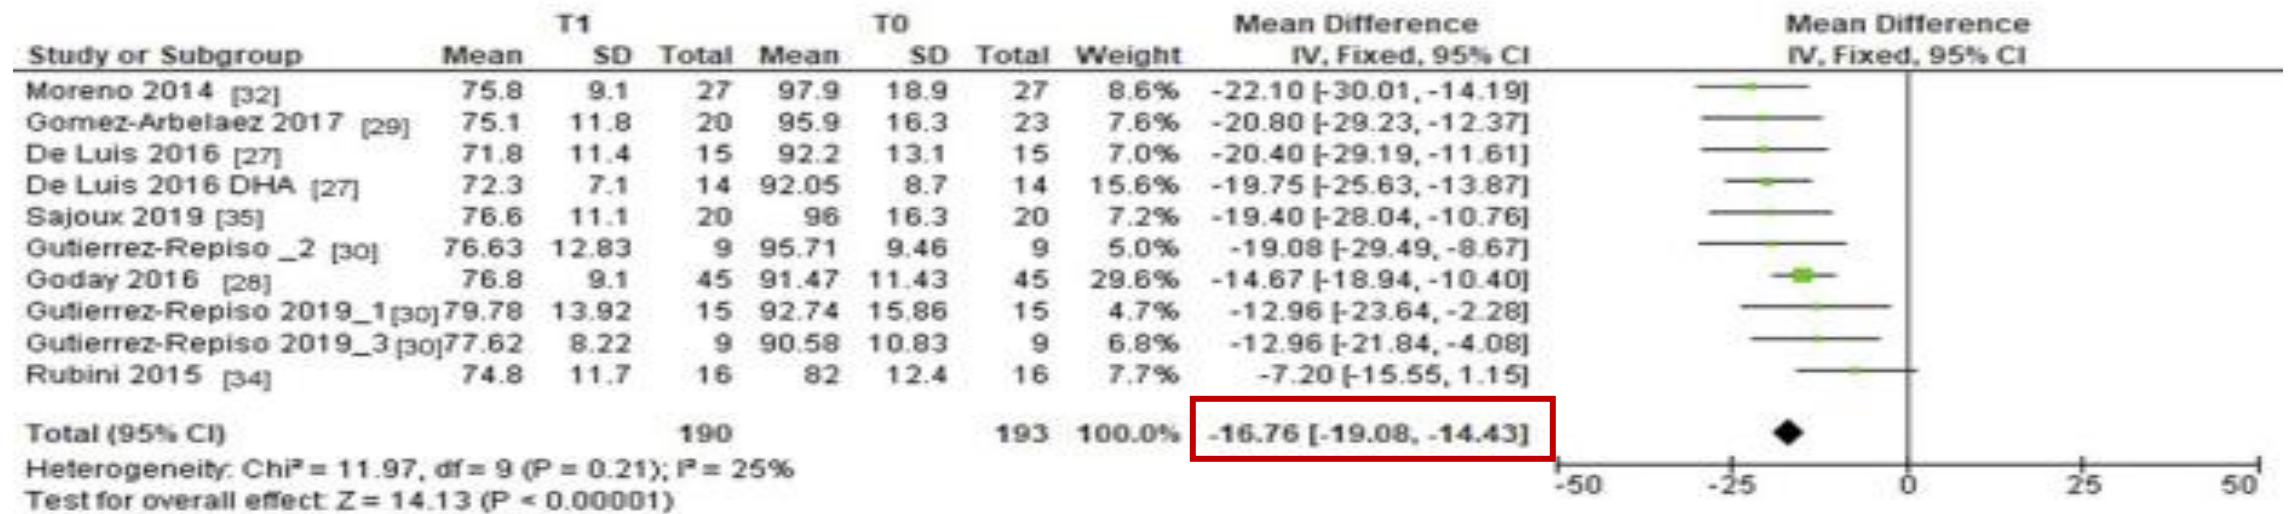 T1 T0 Mean Difference Mean Difference
Study or Subgroup Mean SD Total Mean SD Total Weight IV, Fixed, 95% CI IV, Fixed, 95% CI
Moreno 2014 [32] 75.8 9.1 27 97.9 18.9 27 8.6% -22.10 [-30.01, -14.19]
Gomez-Arbelaez 2017 [29] 75.1 11.8 20 95.9 16.3 23 7.6% -20.80 [-29.23, -12.37]
De Luis 2016 [27] 71.8 11.4 15 92.2 13.1 15 7.0% -20.40 [-29.19, -11.61]
De Luis 2016 DHA [27] 72.3 7.1 14 92.05 8.7 14 15.6% -19.75 [-25.63, -13.87]
Sajoux 2019 [35] 76.6 11.1 20 96 16.3 20 7.2% -19.40 [-28.04, -10.76]
Gutierrez-Repiso _2 [30] 76.63 12.83 9 95.71 9.46 9 5.0% -19.08 [-29.49, -8.67]
Goday 2016 [28] 76.8 9.1 45 91.47 11.43 45 29.6% -14.67 [-18.94, -10.40]
Gutierrez-Repiso 2019_1 [30] 79.78 13.92 15 92.74 15.86 15 4.7% -12.96 [-23.64, -2.28]
Gutierrez-Repiso 2019_3 [30] 77.62 8.22 9 90.58 10.83 9 6.8% -12.96 [-21.84, -4.08]
Rubini 2015 [34] 74.8 11.7 16 82 12.4 16 7.7% -7.20 [-15.55, 1.15]
Total (95% CI) 190 193 100.0% -16.76 [-19.08, -14.43]
Heterogeneity: Chi² = 11.97, df = 9 (P = 0.21); I² = 25%
Test for overall effect: Z = 14.13 (P < 0.00001)
-50 -25 0 25 50